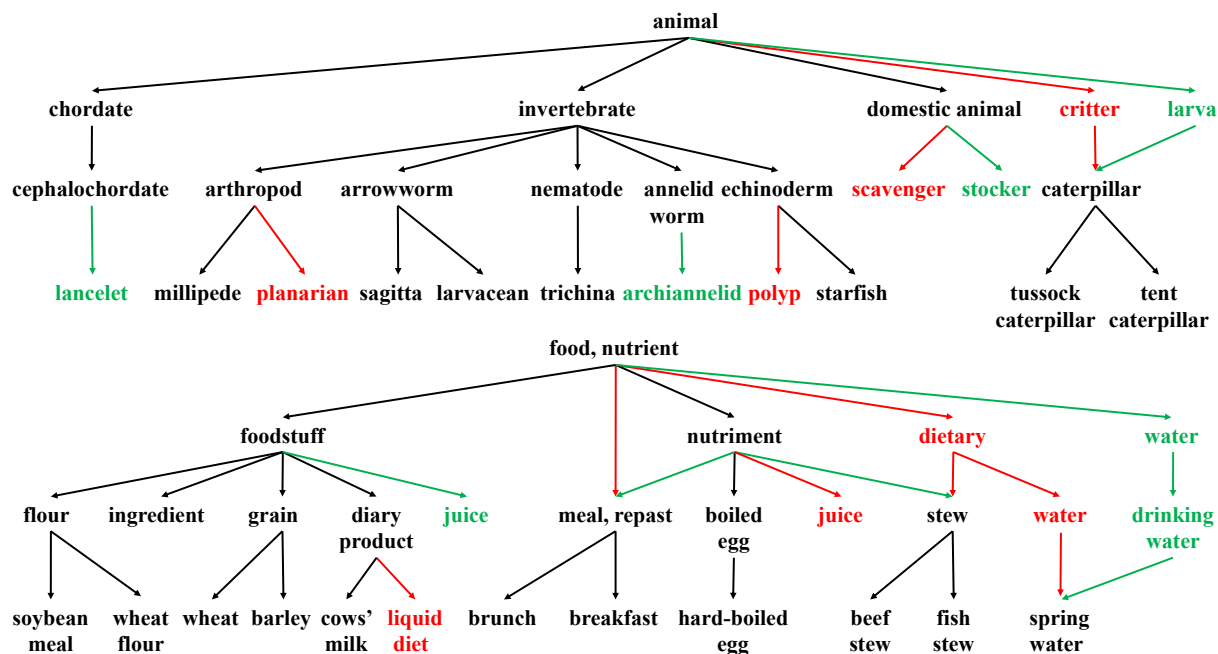 animal
chordate invertebrate domestic animal critter larva
cephalochordate arthropod arrowworm nematode annelid echinoderm scavenger stocker caterpillar
worm
lancelet millipede planarian sagitta larvacean trichina archiannelid polyp starfish tussock tent
caterpillar caterpillar
food, nutrient
foodstuff nutriment dietary water
flour ingredient grain diary juice meal, repast boiled juice stew water drinking
product egg water
soybean wheat wheat barley cows' liquid brunch breakfast hard-boiled beef fish spring
meal flour milk diet egg stew stew water